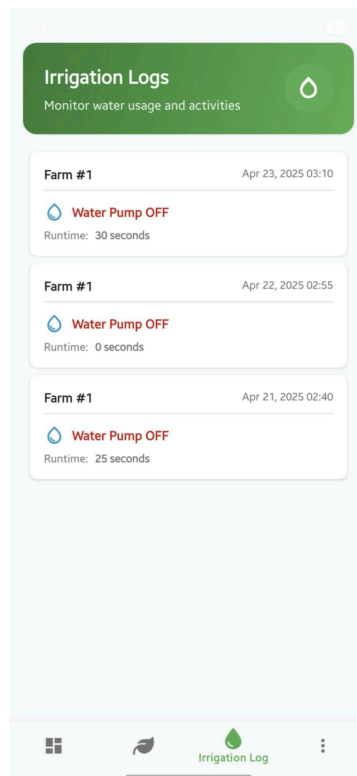 Irrigation Logs
Monitor water usage and activities
Farm #1 Apr 23, 2025 03:10
Water Pump OFF
Runtime: 30 seconds
Farm #1 Apr 22, 2025 02:55
Water Pump OFF
Runtime: 0 seconds
Farm #1 Apr 21, 2025 02:40
Water Pump OFF
Runtime: 25 seconds
Irrigation Log